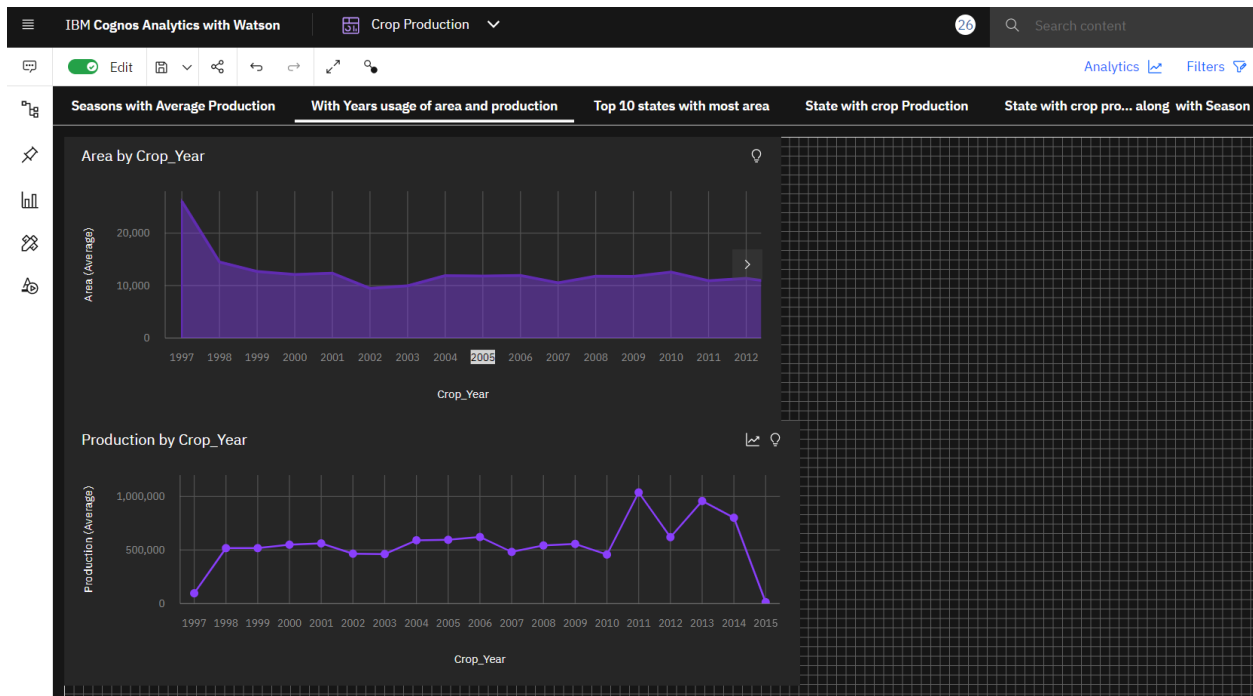 IBM Cognos Analytics with Watson
Crop Production
26
Search content
Edit
Analytics
Filters
Seasons with Average Production
With Years usage of area and production
Top 10 states with most area
State with crop Production
State with crop pro... along with Season
Area by Crop_Year
Area (Average)
20,000
10,000
0
1997 1998 1999 2000 2001 2002 2003 2004 2005 2006 2007 2008 2009 2010 2011 2012
Crop_Year
Production by Crop_Year
Production (Average)
1,000,000
500,000
0
1997 1998 1999 2000 2001 2002 2003 2004 2005 2006 2007 2008 2009 2010 2011 2012 2013 2014 2015
Crop_Year